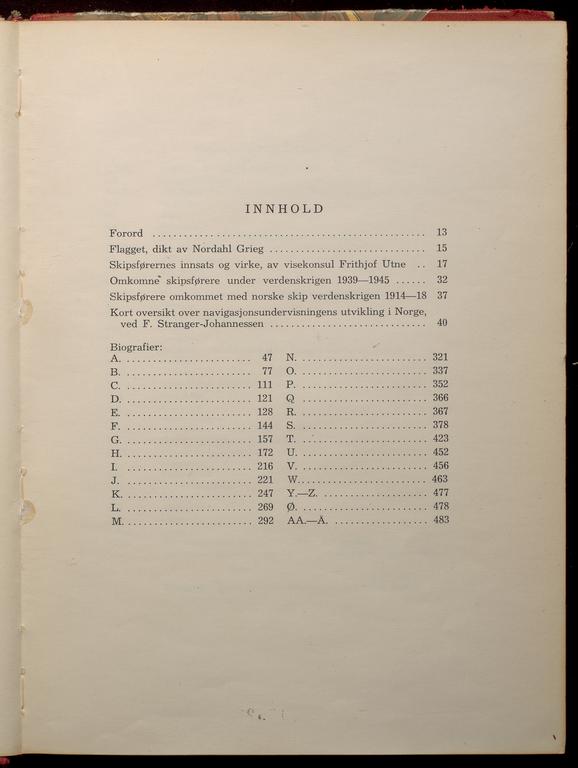 INNHOLD
Forord ................................................ 13
Flagget, dikt av Nordahl Grieg ............................ 15
Skipsførernes innsats og virke, av visekonsul Frithjof Utne .. 17
Omkomne skipsførere under verdenskrigen 1939—1945 ...... 32
Skipsførere omkommet med norske skip verdenskrigen 1914—18 37
Kort oversikt over navigasjonsundervisningens utvikling i Norge,
ved F. Stranger-Johannessen ............................ 40
Biografier:
A. ........................ 47
B. ........................ 77
C. ........................ 111
D. ........................ 121
E. ........................ 128
F. ........................ 144
G. ........................ 157
H. ........................ 172
I. ........................ 216
J. ........................ 221
K. ........................ 247
L. ........................ 269
M. ........................ 292
N. ........................ 321
O. ........................ 337
P. ........................ 352
Q ........................ 366
R. ........................ 367
S. ........................ 378
T. ........................ 423
U. ........................ 452
V. ........................ 456
W. ........................ 463
Y.—Z. .................... 477
Ø. ........................ 478
AA.—Ä. .................. 483